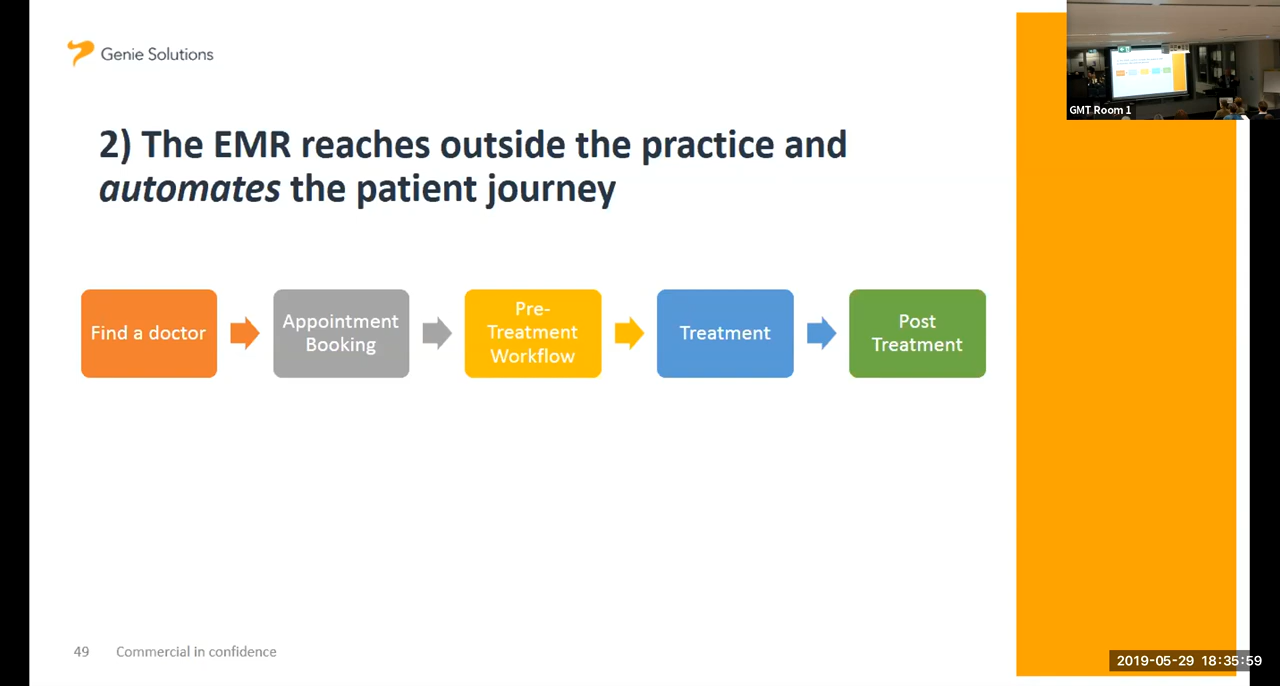 Genie Solutions
GMT Room 1
2) The EMR reaches outside the practice and
automates the patient journey
Find a doctor
Appointment
Booking
Pre-
Treatment
Workflow
Treatment
Post
Treatment
49 Commercial in confidence
2019-05-29 18:35:59